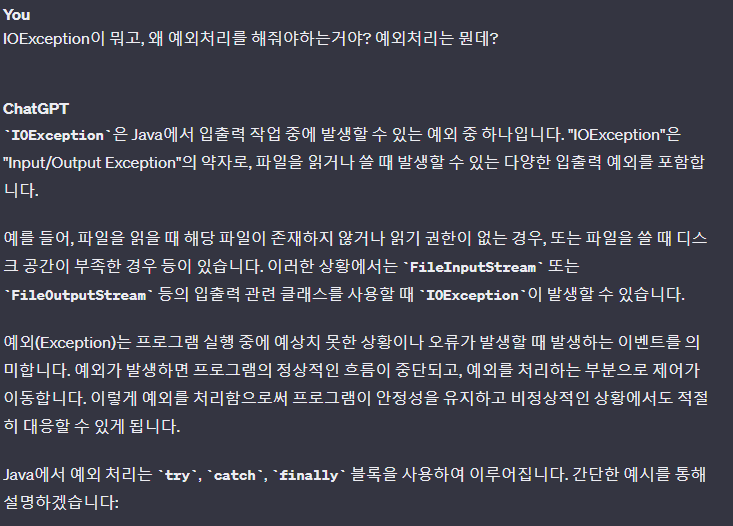 You
IOException이 뭐고, 왜 예외처리를 해줘야하는거야? 예외처리는 뭔데?
ChatGPT
`IOException`은 Java에서 입출력 작업 중에 발생할 수 있는 예외 중 하나입니다. "IOException"은
"Input/Output Exception"의 약자로, 파일을 읽거나 쓸 때 발생할 수 있는 다양한 입출력 예외를 포함합
니다.
예를 들어, 파일을 읽을 때 해당 파일이 존재하지 않거나 읽기 권한이 없는 경우, 또는 파일을 쓸 때 디스
크 공간이 부족한 경우 등이 있습니다. 이러한 상황에서는 `FileInputStream` 또는
`FileOutputStream` 등의 입출력 관련 클래스를 사용할 때 `IOException`이 발생할 수 있습니다.
예외(Exception)는 프로그램 실행 중에 예상치 못한 상황이나 오류가 발생할 때 발생하는 이벤트를 의
미합니다. 예외가 발생하면 프로그램의 정상적인 흐름이 중단되고, 예외를 처리하는 부분으로 제어가
이동합니다. 이렇게 예외를 처리함으로써 프로그램이 안정성을 유지하고 비정상적인 상황에서도 적절
히 대응할 수 있게 됩니다.
Java에서 예외 처리는 `try`, `catch`, `finally` 블록을 사용하여 이루어집니다. 간단한 예시를 통해
설명하겠습니다: